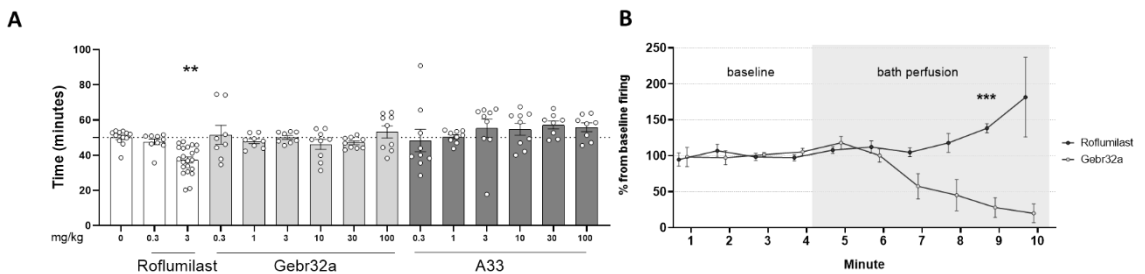 A
Time (minutes)
100
80
60
40
20
0
**
mg/kg
0 0.3 3 0.3 1 3 10 30 100 0.3 1 3 10 30 100
Roflumilast Gebr32a A33
B
% from baseline firing
250
200
150
100
50
0
baseline bath perfusion
***
Roflumilast
Gebr32a
1 2 3 4 5 6 7 8 9 10
Minute